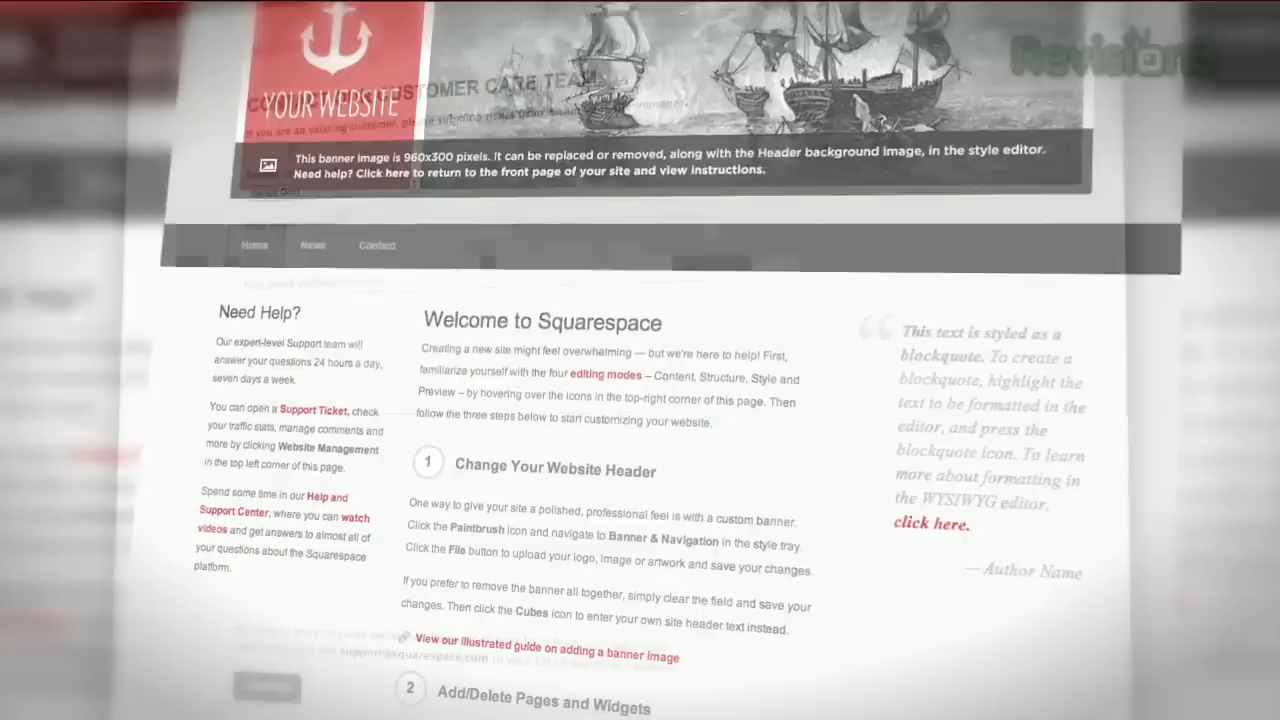 Revision
YOUR WEBSITE
CUSTOMER CARE TEAM
This banner image is 960x300 pixels. It can be replaced or removed, along with the Header background image, in the style editor.
Need help? Click here to return to the front page of your site and view instructions.
Home News Contact
Need Help?
Our expert-level Support team will
answer your questions 24 hours a day,
seven days a week.
You can open a Support Ticket, check
your traffic stats, manage comments and
more by clicking Website Management
in the top left corner of this page.
Spend some time in our Help and
Support Center, where you can watch
videos and get answers to almost all of
your questions about the Squarespace
platform.
Welcome to Squarespace
Creating a new site might feel overwhelming — but we're here to help! First,
familiarize yourself with the four editing modes – Content, Structure, Style and
Preview – by hovering over the icons in the top-right corner of this page. Then
follow the three steps below to start customizing your website.
1 Change Your Website Header
One way to give your site a polished, professional feel is with a custom banner.
Click the Paintbrush icon and navigate to Banner & Navigation in the style tray.
Click the File button to upload your logo, image or artwork and save your changes.
If you prefer to remove the banner all together, simply clear the field and save your
changes. Then click the Cubes icon to enter your own site header text instead.
View our illustrated guide on adding a banner image
support@squarespace.com
2 Add/Delete Pages and Widgets
“ This text is styled as a
blockquote. To create a
blockquote, highlight the
text to be formatted in the
editor, and press the
blockquote icon. To learn
more about formatting in
the WYSIWYG editor,
click here.
— Author Name